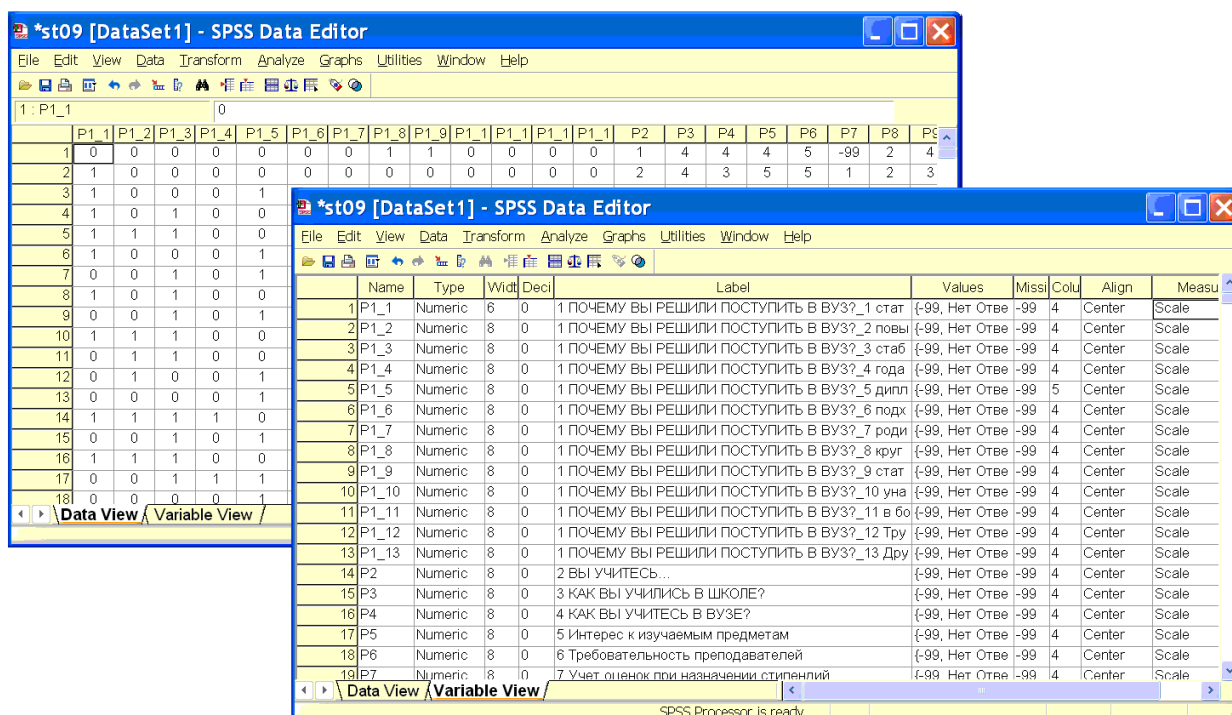 *st09 [DataSet1] - SPSS Data Editor
File Edit View Data Transform Analyze Graphs Utilities Window Help
1 : P1_1 0
P1_1 P1_2 P1_3 P1_4 P1_5 P1_6 P1_7 P1_8 P1_9 P1_1 P1_1 P1_1 P1_1 P2 P3 P4 P5 P6 P7 P8
1 0 0 0 0 0 0 0 1 1 0 0 0 0 1 4 4 4 5 -99 2 4
2 1 0 0 0 0 0 0 0 0 0 0 0 0 2 4 3 5 5 1 2 3
3 1 0 0 0 1
4 1 0 1 0 0
5 1 1 1 0 0
6 1 0 0 0 1
7 0 0 1 0 1
8 1 0 1 0 0
9 0 0 1 0 1
10 1 1 1 0 0
11 0 1 1 0 0
12 0 1 0 0 1
13 0 0 0 0 1
14 1 1 1 1 0
15 0 0 1 0 1
16 1 1 1 0 0
17 0 0 1 1 1
18 0 0 0 0 1
Data View Variable View
*st09 [DataSet1] - SPSS Data Editor
File Edit View Data Transform Analyze Graphs Utilities Window Help
Name Type Widt Deci Label Values Missi Colu Align Measu
1 P1_1 Numeric 6 0 1 ПОЧЕМУ ВЫ РЕШИЛИ ПОСТУПИТЬ В ВУЗ?_1 стат {-99, Нет Отве -99 4 Center Scale
2 P1_2 Numeric 8 0 1 ПОЧЕМУ ВЫ РЕШИЛИ ПОСТУПИТЬ В ВУЗ?_2 повы {-99, Нет Отве -99 4 Center Scale
3 P1_3 Numeric 8 0 1 ПОЧЕМУ ВЫ РЕШИЛИ ПОСТУПИТЬ В ВУЗ?_3 стаб {-99, Нет Отве -99 4 Center Scale
4 P1_4 Numeric 8 0 1 ПОЧЕМУ ВЫ РЕШИЛИ ПОСТУПИТЬ В ВУЗ?_4 года {-99, Нет Отве -99 4 Center Scale
5 P1_5 Numeric 8 0 1 ПОЧЕМУ ВЫ РЕШИЛИ ПОСТУПИТЬ В ВУЗ?_5 дипл {-99, Нет Отве -99 5 Center Scale
6 P1_6 Numeric 8 0 1 ПОЧЕМУ ВЫ РЕШИЛИ ПОСТУПИТЬ В ВУЗ?_6 подх {-99, Нет Отве -99 4 Center Scale
7 P1_7 Numeric 8 0 1 ПОЧЕМУ ВЫ РЕШИЛИ ПОСТУПИТЬ В ВУЗ?_7 роди {-99, Нет Отве -99 4 Center Scale
8 P1_8 Numeric 8 0 1 ПОЧЕМУ ВЫ РЕШИЛИ ПОСТУПИТЬ В ВУЗ?_8 круг {-99, Нет Отве -99 4 Center Scale
9 P1_9 Numeric 8 0 1 ПОЧЕМУ ВЫ РЕШИЛИ ПОСТУПИТЬ В ВУЗ?_9 стат {-99, Нет Отве -99 4 Center Scale
10 P1_10 Numeric 8 0 1 ПОЧЕМУ ВЫ РЕШИЛИ ПОСТУПИТЬ В ВУЗ?_10 уна {-99, Нет Отве -99 4 Center Scale
11 P1_11 Numeric 8 0 1 ПОЧЕМУ ВЫ РЕШИЛИ ПОСТУПИТЬ В ВУЗ?_11 в бо {-99, Нет Отве -99 4 Center Scale
12 P1_12 Numeric 8 0 1 ПОЧЕМУ ВЫ РЕШИЛИ ПОСТУПИТЬ В ВУЗ?_12 Тру {-99, Нет Отве -99 4 Center Scale
13 P1_13 Numeric 8 0 1 ПОЧЕМУ ВЫ РЕШИЛИ ПОСТУПИТЬ В ВУЗ?_13 Дру {-99, Нет Отве -99 4 Center Scale
14 P2 Numeric 8 0 2 ВЫ УЧИТЕСЬ... {-99, Нет Отве -99 4 Center Scale
15 P3 Numeric 8 0 3 КАК ВЫ УЧИЛИСЬ В ШКОЛЕ? {-99, Нет Отве -99 4 Center Scale
16 P4 Numeric 8 0 4 КАК ВЫ УЧИТЕСЬ В ВУЗЕ? {-99, Нет Отве -99 4 Center Scale
17 P5 Numeric 8 0 5 Интерес к изучаемым предметам {-99, Нет Отве -99 4 Center Scale
18 P6 Numeric 8 0 6 Требовательность преподавателей {-99, Нет Отве -99 4 Center Scale
19 P7 Numeric 8 0 7 Учет оценок при назначении стипендий {-99, Нет Отве -99 4 Center Scale
Data View Variable View
SPSS Processor is ready